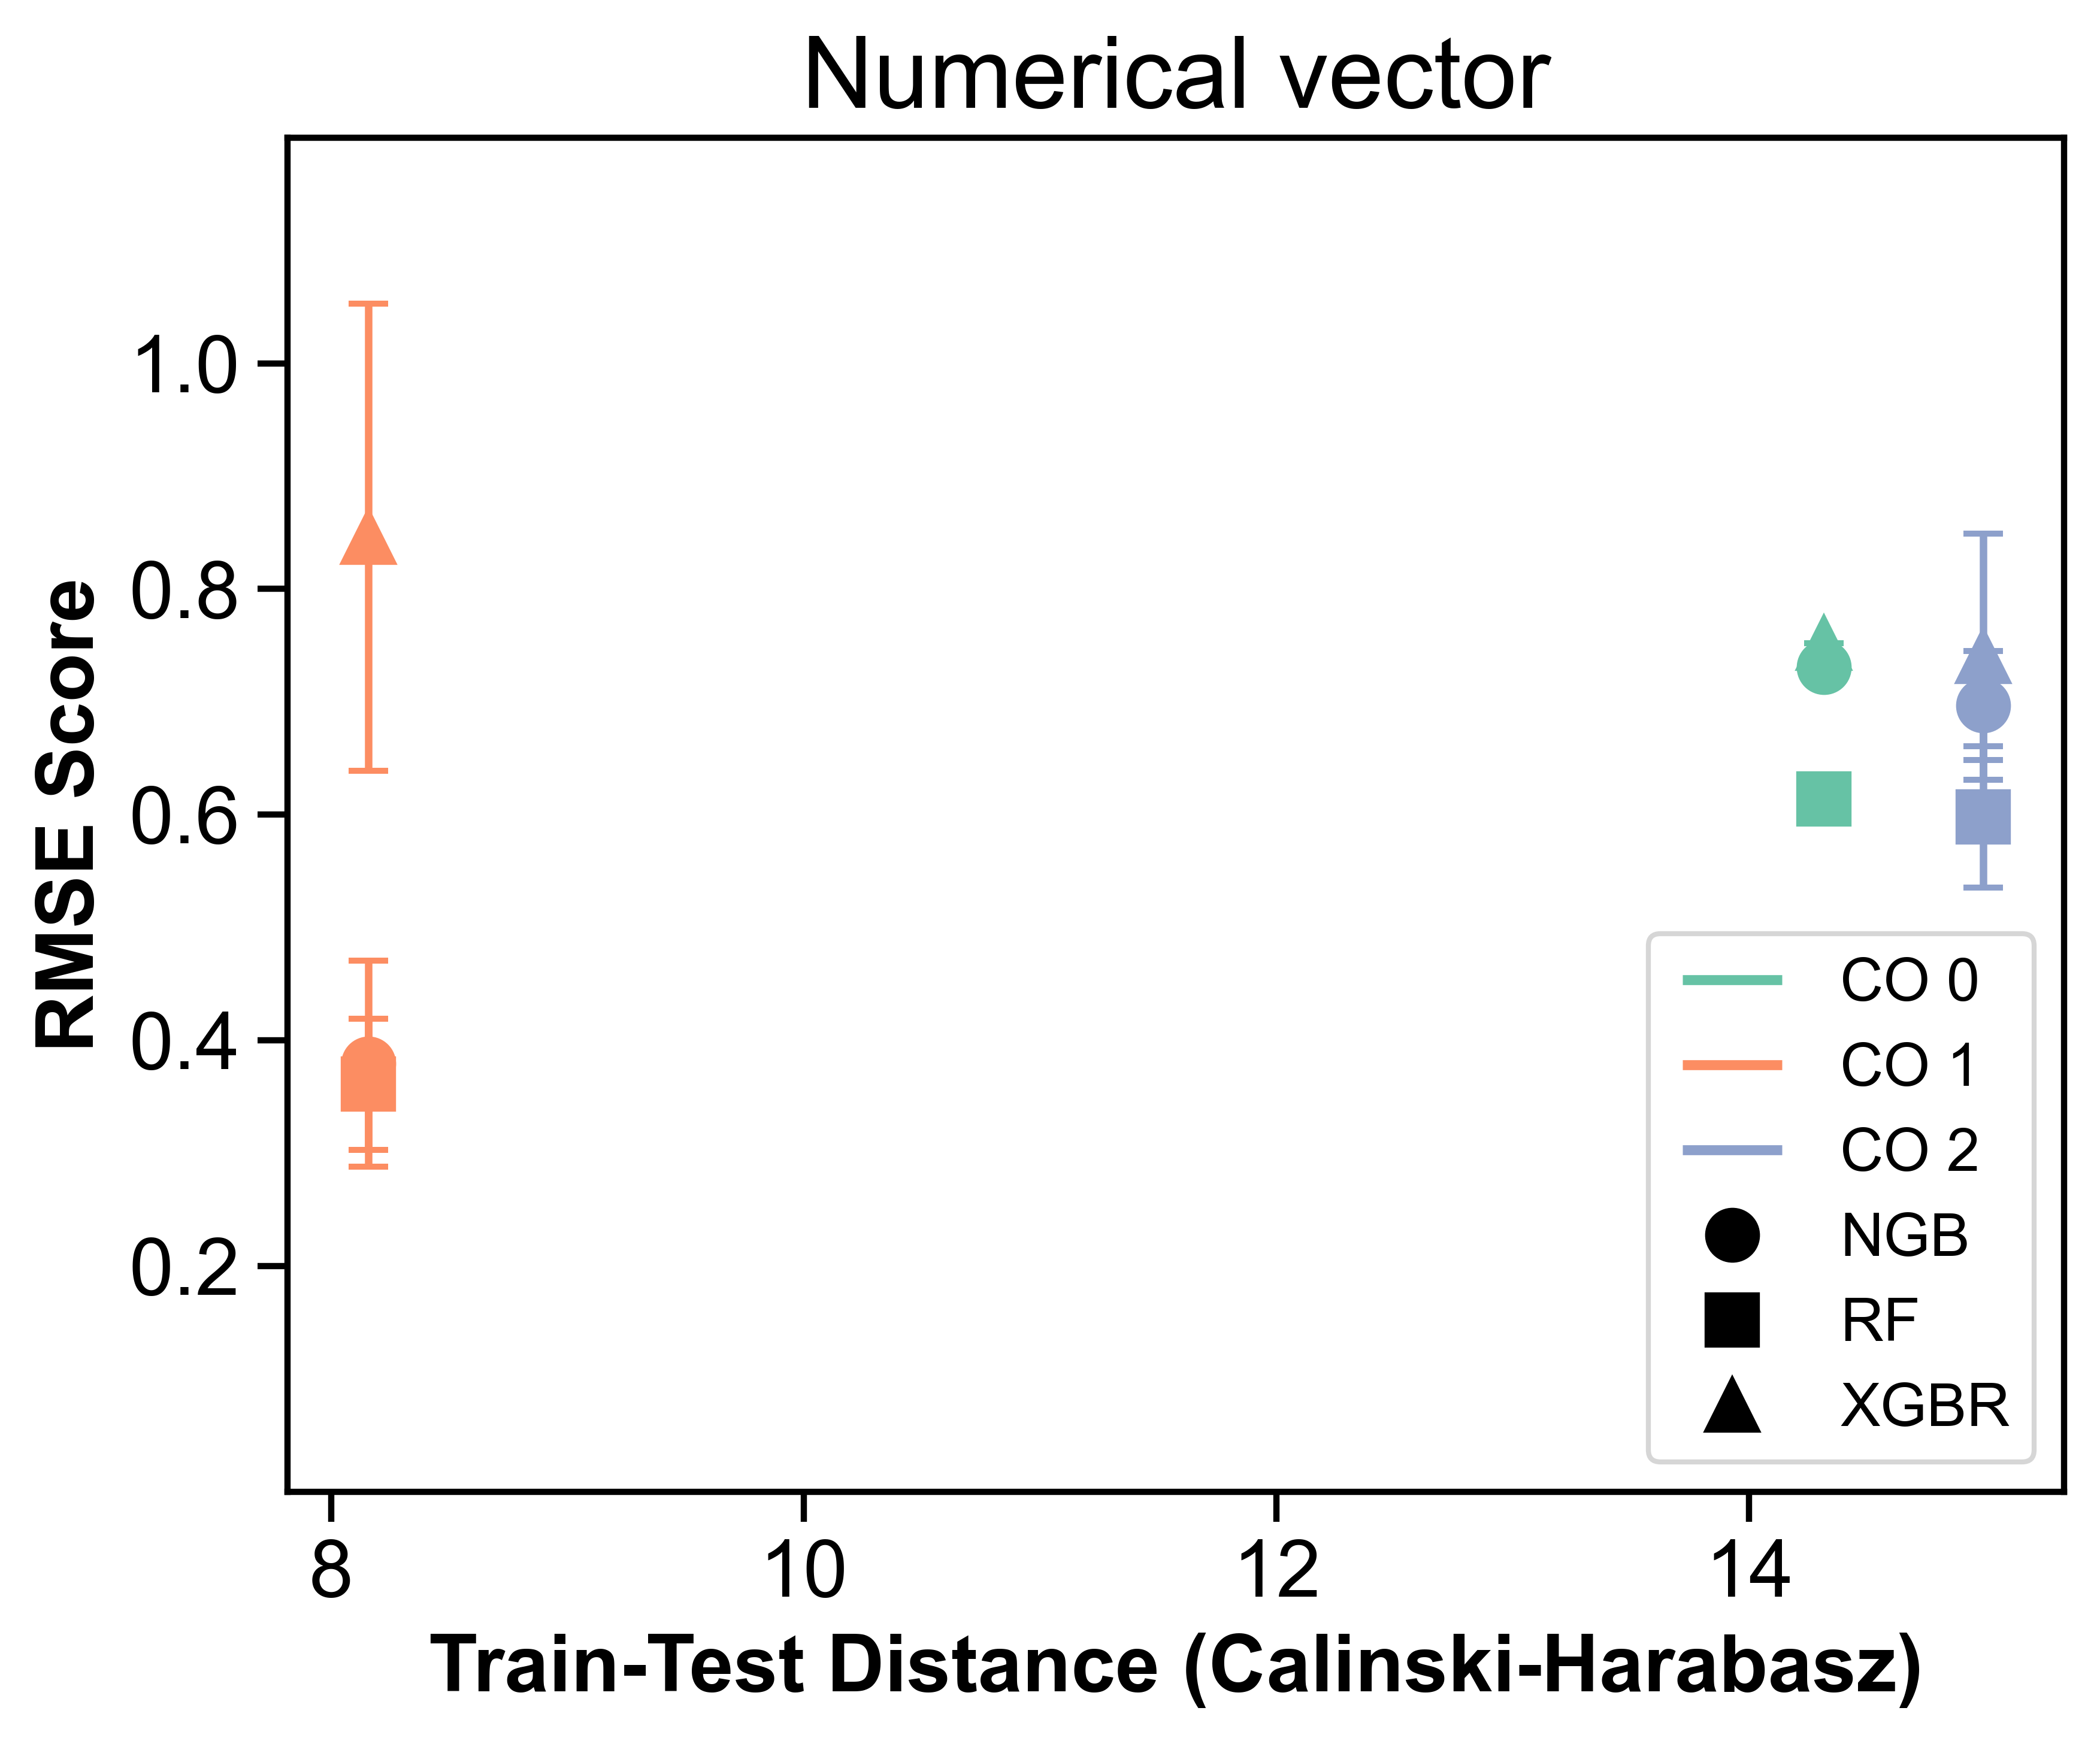 Numerical vector
RMSE Score
1.0
0.8
0.6
0.4
0.2
CO 0
CO 1
CO 2
NGB
RF
XGBR
8 10 12 14
Train-Test Distance (Calinski-Harabasz)